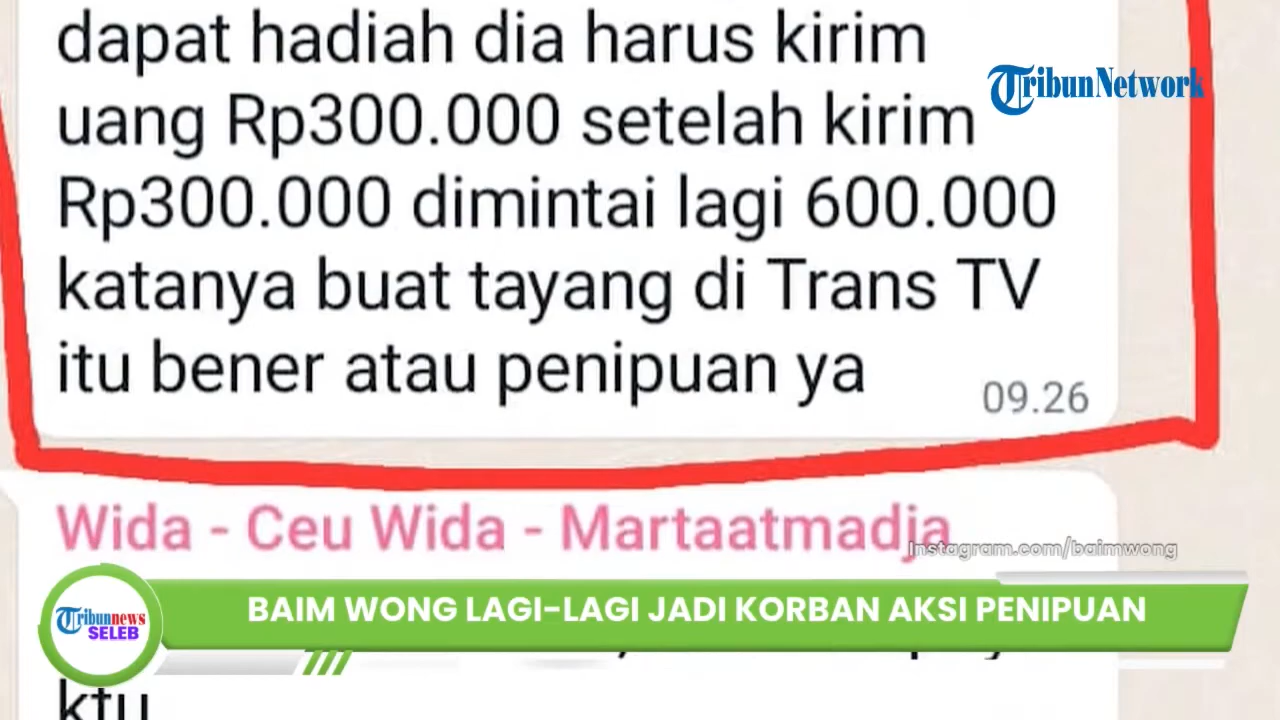 dapat hadiah dia harus kirim
TribunNetwork
uang Rp300.000 setelah kirim
Rp300.000 dimintai lagi 600.000
katanya buat tayang di Trans TV
itu bener atau penipuan ya
09.26
Wida - Ceu Wida - Martaatmadja
Instagram.com/baimwong
Tribunnews
SELEB
BAIM WONG LAGI-LAGI JADI KORBAN AKSI PENIPUAN
ktu